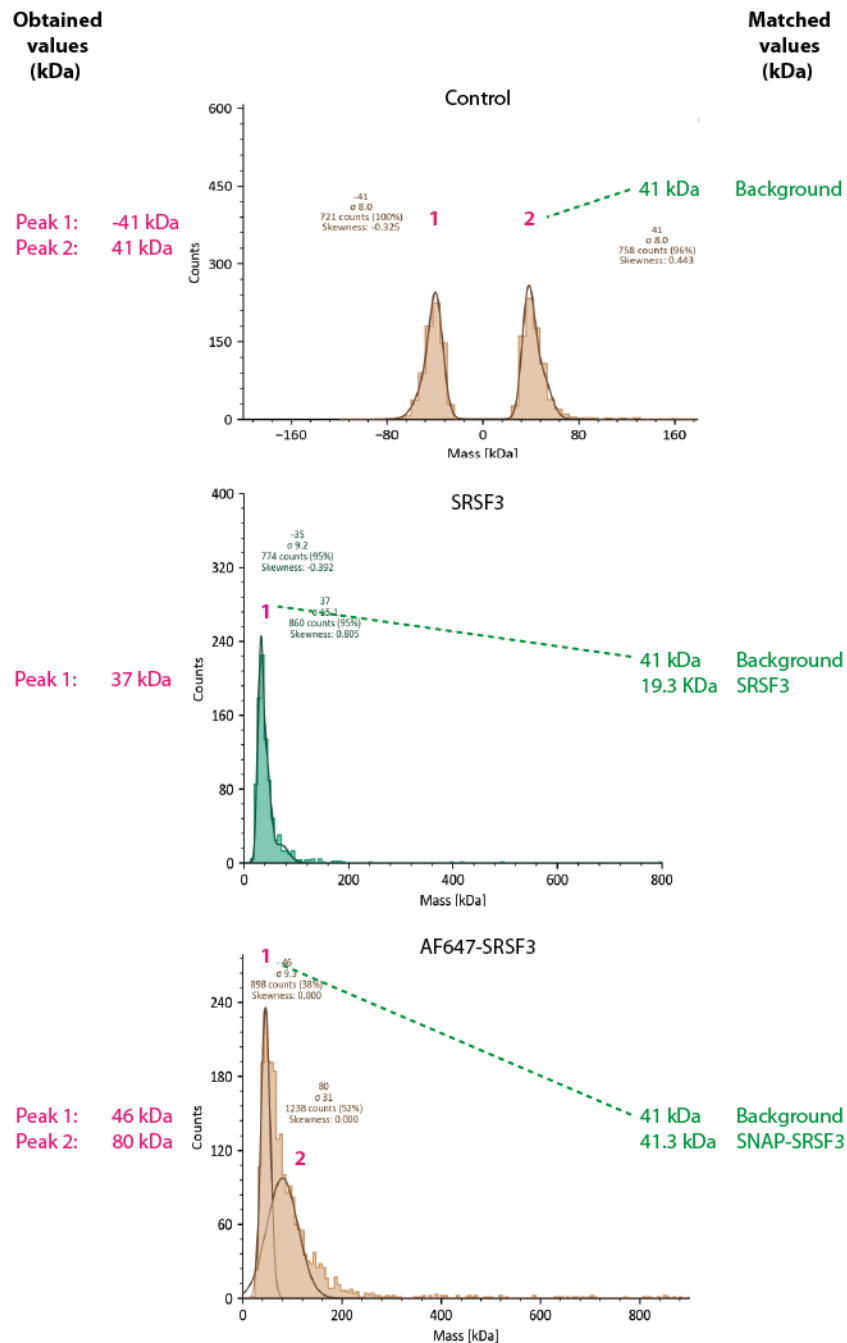 Obtained
values
(kDa)
Matched
values
(kDa)
Control
Peak 1: -41 kDa
Peak 2: 41 kDa
600
450
300
150
0
Counts
-41
σ 8.0
721 counts (100%)
Skewness: -0.325
1
2
41
σ 8.0
758 counts (96%)
Skewness: 0.443
41 kDa Background
−160
−80
0
80
160
Mass [kDa]
SRSF3
Peak 1: 37 kDa
400
320
240
160
80
0
Counts
-35
σ 9.2
774 counts (95%)
Skewness: -0.392
1
37
860 counts (95%)
Skewness: 0.805
41 kDa Background
19.3 KDa SRSF3
0
200
400
600
800
Mass [kDa]
AF647-SRSF3
Peak 1: 46 kDa
Peak 2: 80 kDa
240
180
120
60
0
Counts
1
46
σ 9.3
898 counts (38%)
Skewness: 0.000
80
σ 31
1238 counts (52%)
Skewness: 0.000
2
41 kDa Background
41.3 kDa SNAP-SRSF3
0
200
400
600
800
Mass [kDa]